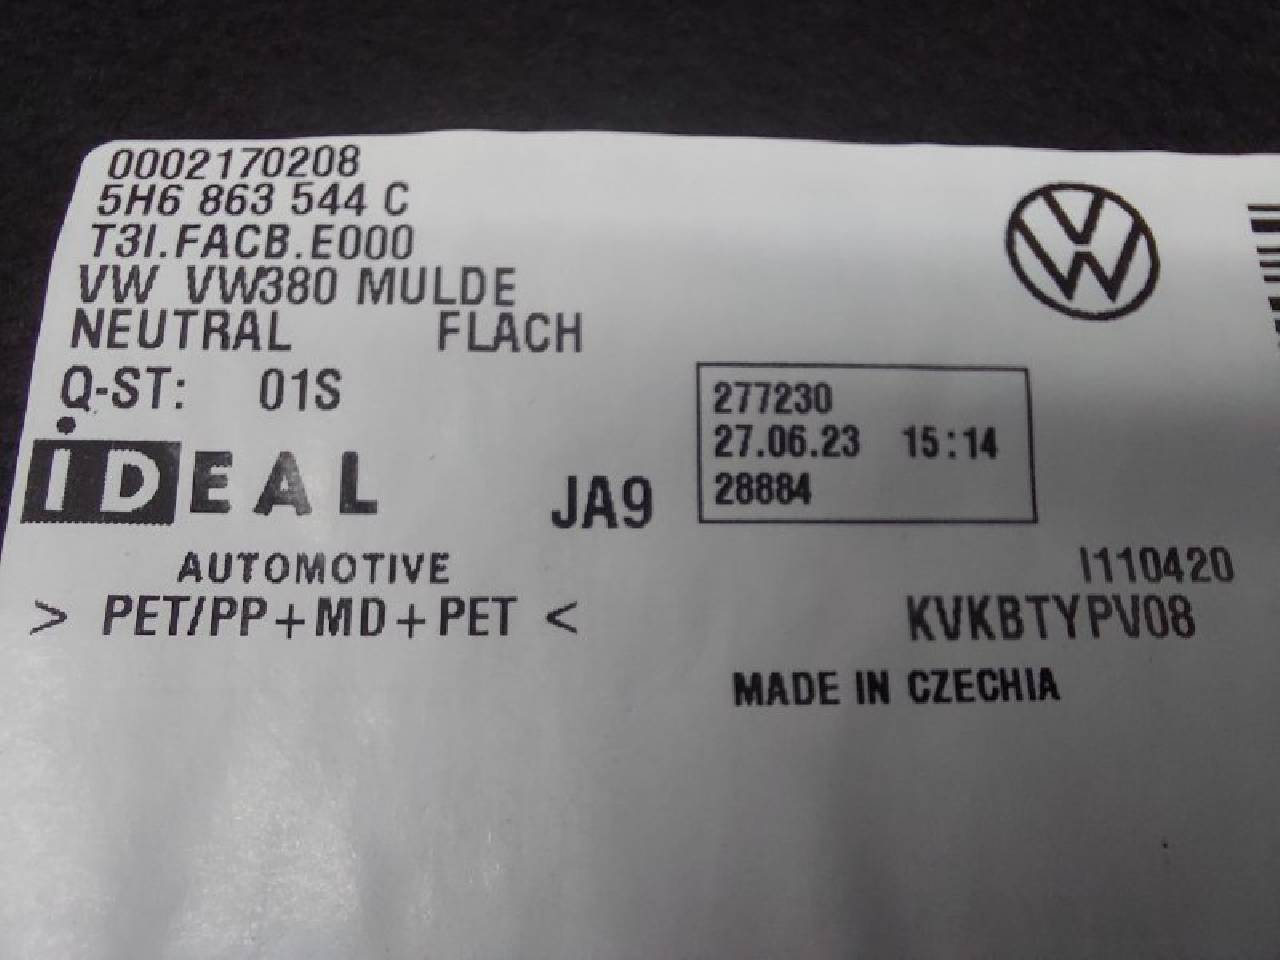 0002170208
5H6 863 544 C
T3I.FACB.E000
VW VW380 MULDE
NEUTRAL FLACH
Q-ST: 01S
iDEAL
AUTOMOTIVE
JA9
277230
27.06.23 15:14
28884
> PET/PP+MD+PET <
I110420
KVKBTYPV08
MADE IN CZECHIA